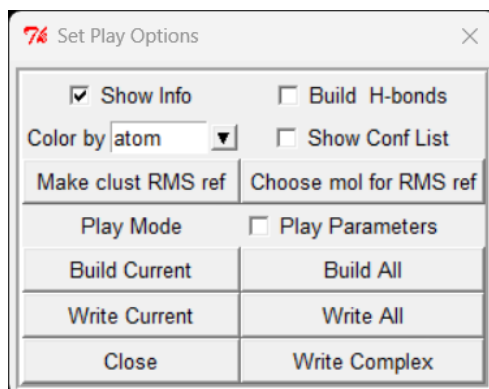 Set Play Options
Show Info Build H-bonds
Color by atom Show Conf List
Make clust RMS ref Choose mol for RMS ref
Play Mode Play Parameters
Build Current Build All
Write Current Write All
Close Write Complex